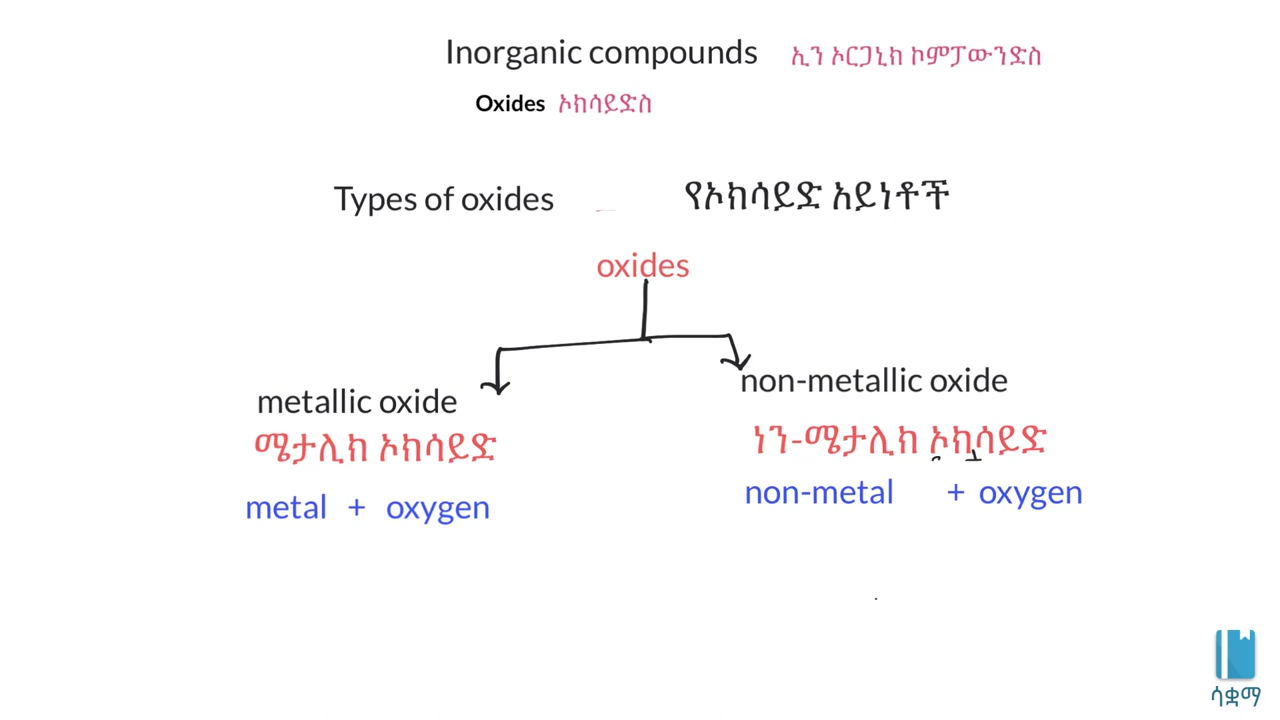 Inorganic compounds ኢን ኦርጋኒክ ኮምፓውንድስ
Oxides ኦክሳይድስ
Types of oxides የኦክሳይድ አይነቶች
oxides
metallic oxide
ሜታሊክ ኦክሳይድ
metal + oxygen
non-metallic oxide
ነን-ሜታሊክ ኦክሳይድ
non-metal + oxygen
ሳቋማ